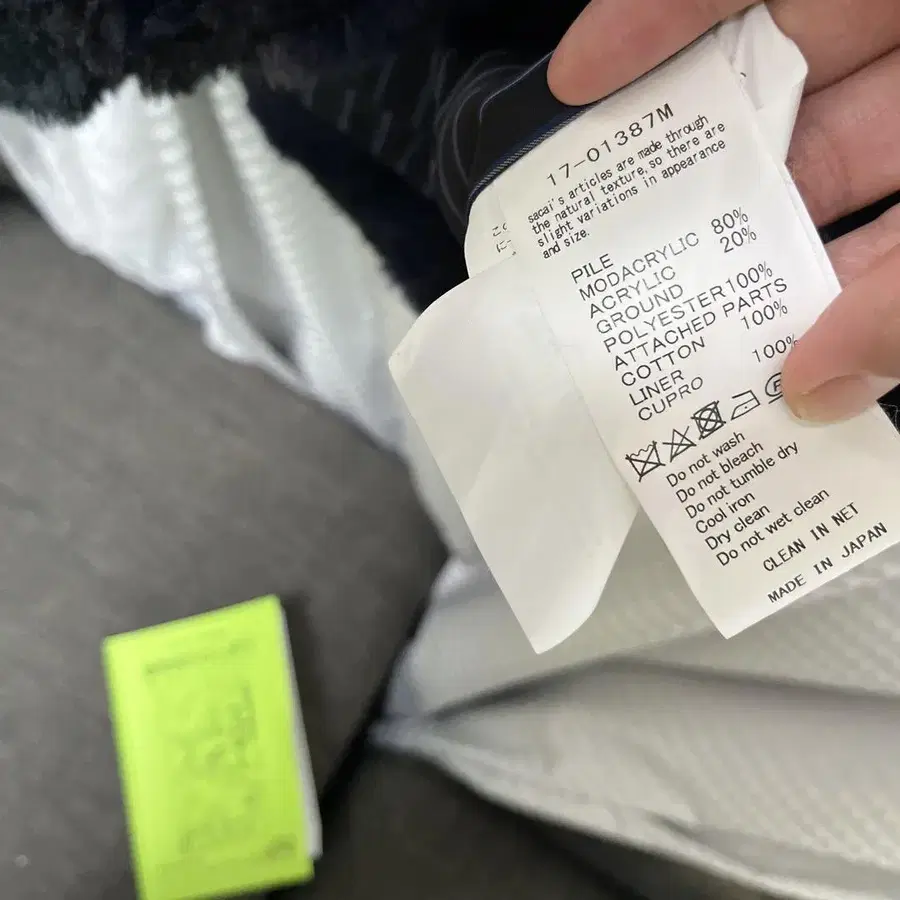 17-01387M
sacai's articles are made through
the natural texture, so there are
slight variations in appearance
and size.
PILE
MODACRYLIC 80%
ACRYLIC 20%
GROUND
POLYESTER 100%
ATTACHED PARTS
COTTON 100%
LINER
CUPRO 100%
Do not wash
Do not bleach
Do not tumble dry
Cool iron
Dry clean
Do not wet clean
CLEAN IN NET
MADE IN JAPAN